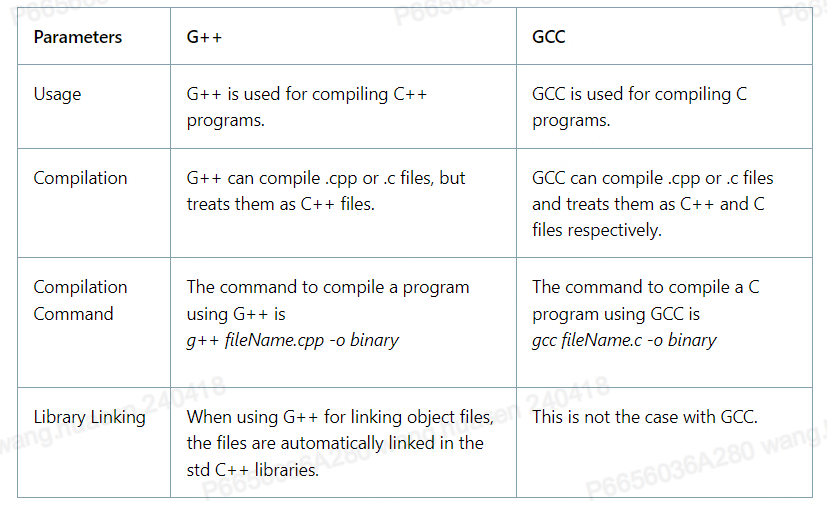 Parameters G++ GCC
Usage G++ is used for compiling C++ GCC is used for compiling C
programs. programs.
Compilation G++ can compile .cpp or .c files, but GCC can compile .cpp or .c files
treats them as C++ files. and treats them as C++ and C
files respectively.
Compilation The command to compile a program The command to compile a C
Command using G++ is program using GCC is
g++ fileName.cpp -o binary gcc fileName.c -o binary
Library Linking When using G++ for linking object files, This is not the case with GCC.
the files are automatically linked in the
std C++ libraries.
240418
P6656036A280 wang.
P6656036A280 wang.